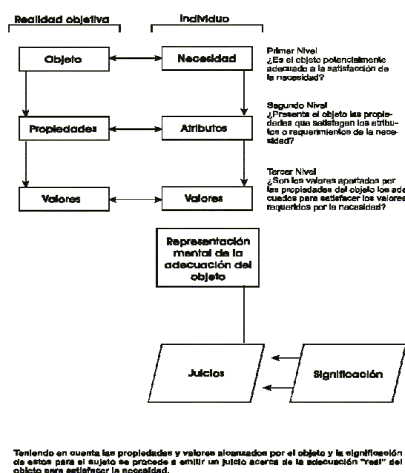 Realidad objetiva
Individuo
Objeto
Necesidad
Primer Nivel
¿Es el objeto potencialmente
adecuado a la satisfacción de
la necesidad?
Propiedades
Atributos
Segundo Nivel
¿Presenta el objeto las propie-
dades que satisfagan los atribu-
tos o requerimientos de la nece-
sidad?
Valores
Valores
Tercer Nivel
¿Son los valores aportados por
las propiedades del objeto los ade
cuados para satisfacer los valores
requeridos por la necesidad?
Representación
mental de la
adecuación del
objeto
Juicios
Significación
Teniendo en cuenta las propiedades y valores alcanzados por el objeto y la significación
de estos para el sujeto se procede a emitir un juicio acerca de la adecuación "real" del
objeto para satisfacer la necesidad.